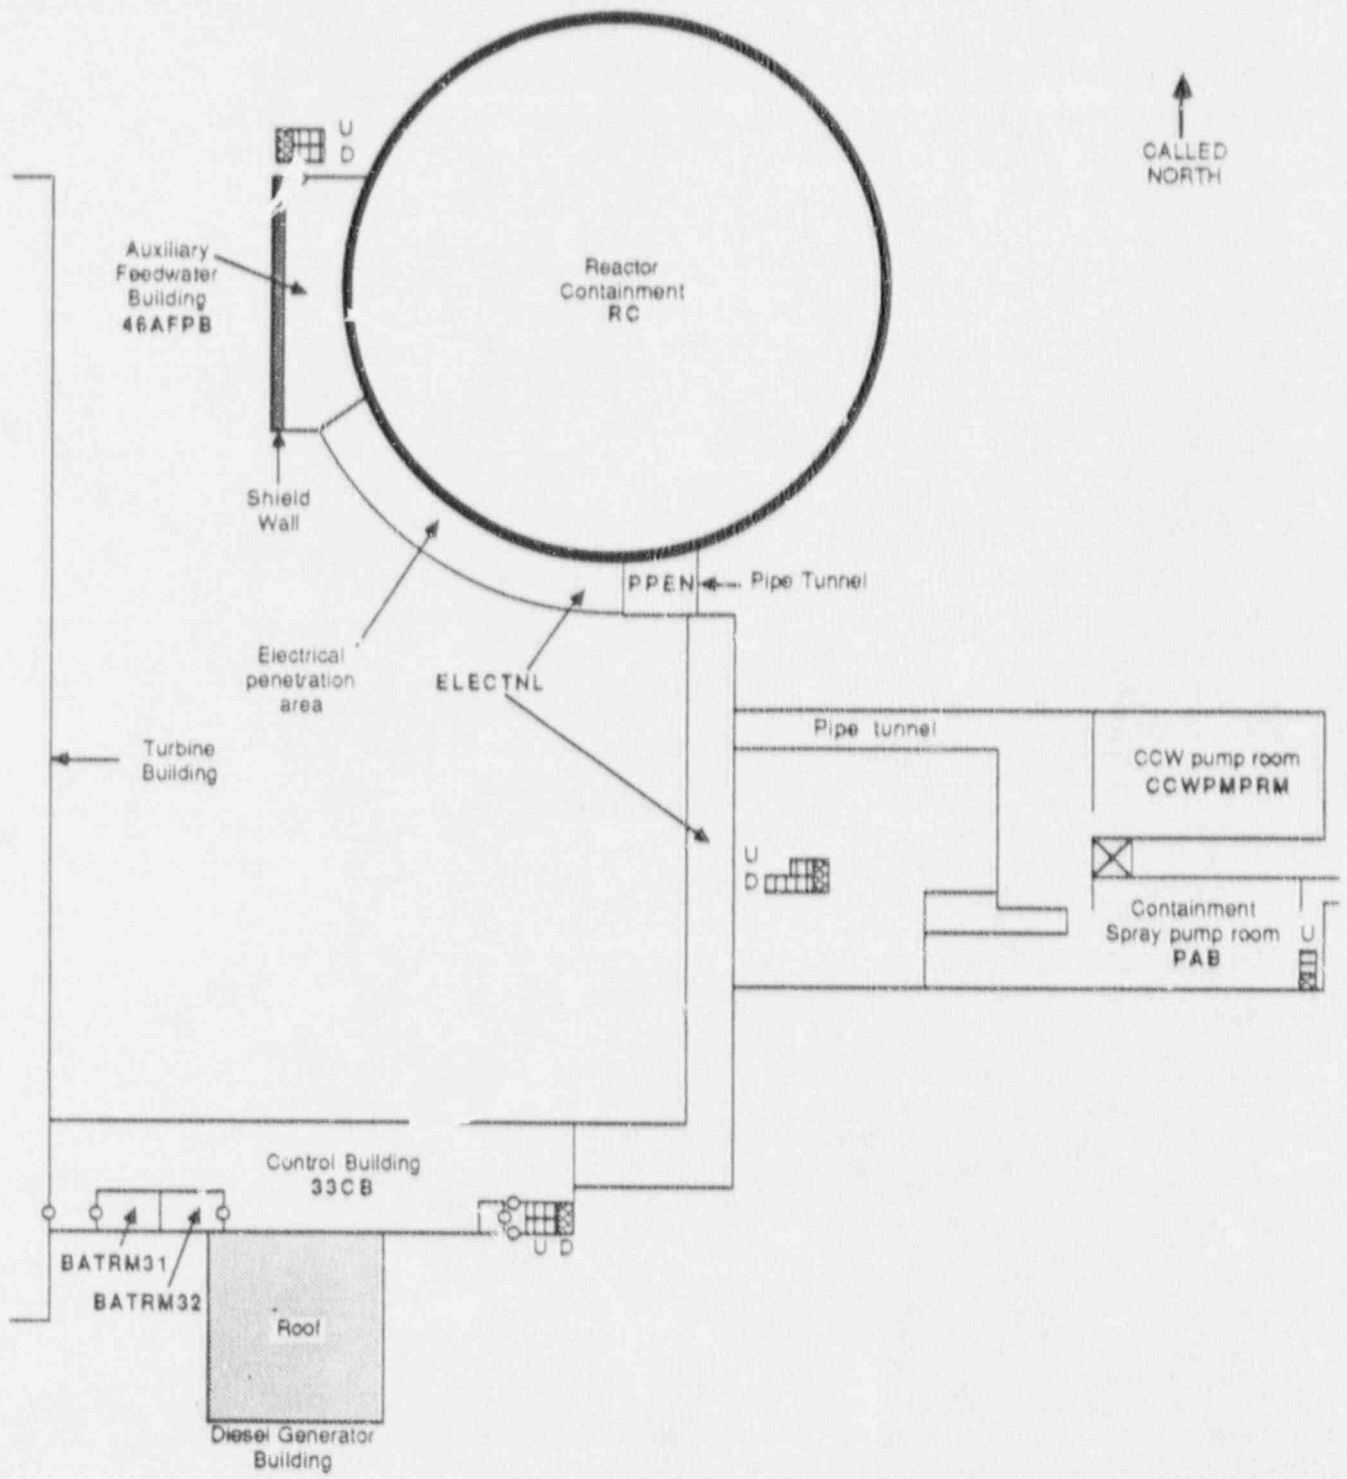 U
D
CALLED
NORTH
Auxiliary
Feedwater
Building
46AFPB
Reactor
Containment
RC
Shield
Wall
PPEN
Pipe Tunnel
Electrical
penetration
area
ELECTNL
Pipe tunnel
Turbine
Building
CCW pump room
CCWPMPRM
U
D
Containment
Spray pump room
PAB
U
Control Building
33CB
U D
BATRM31
BATRM32
Roof
Diesel Generator
Building